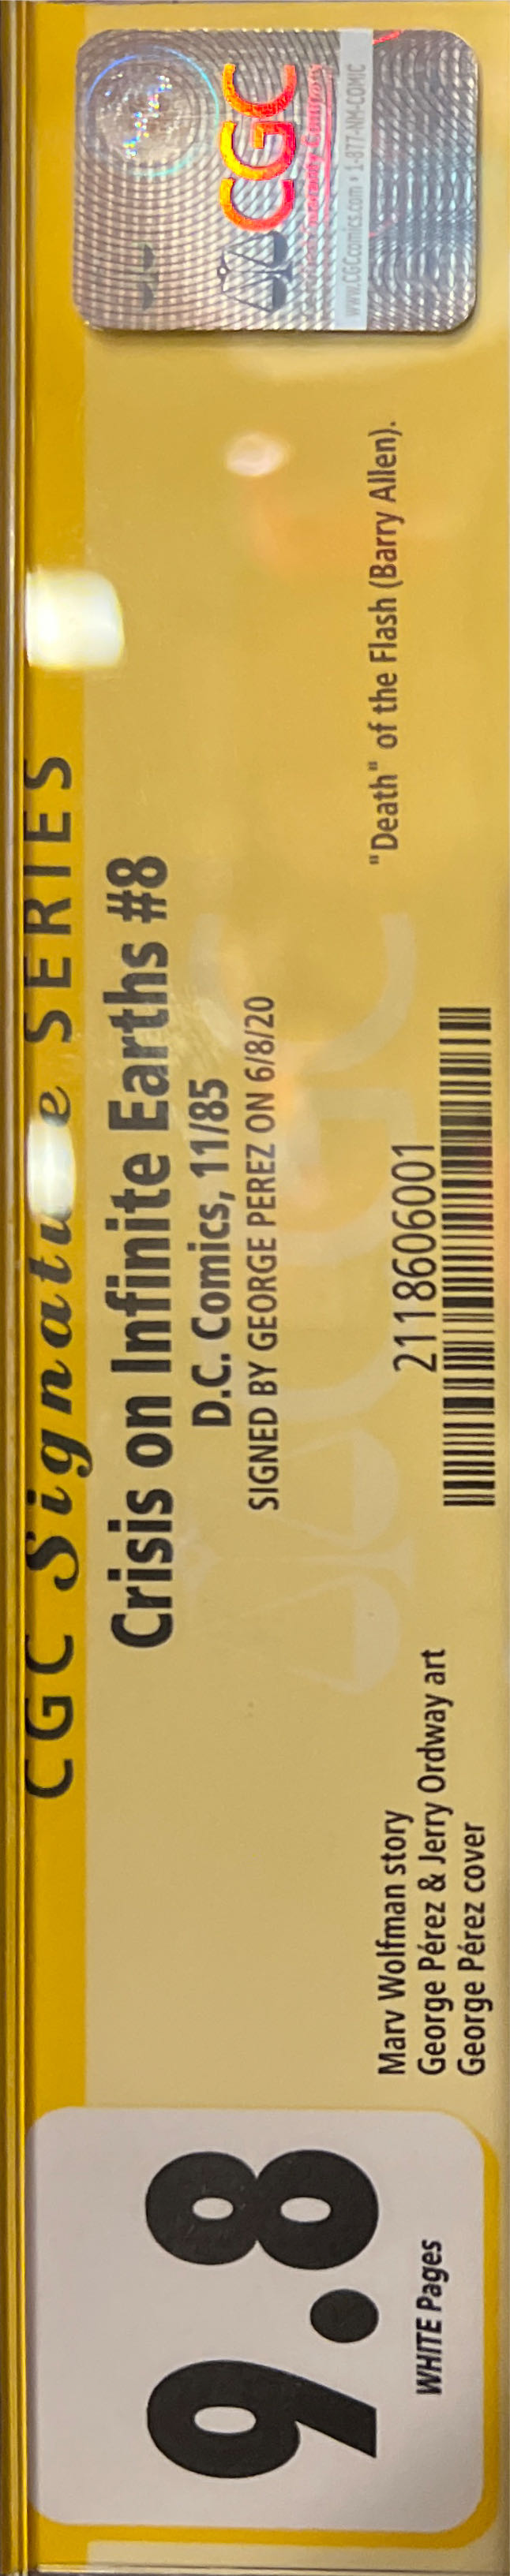 CGC Signature SERIES
9.8
WHITE Pages
Crisis on Infinite Earths #8
D.C. Comics, 11/85
SIGNED BY GEORGE PEREZ ON 6/8/20
Marv Wolfman story
George Pérez & Jerry Ordway art
George Pérez cover
2118606001
"Death" of the Flash (Barry Allen).
CGC
www.CGCcomics.com • 1-877-NM-COMIC